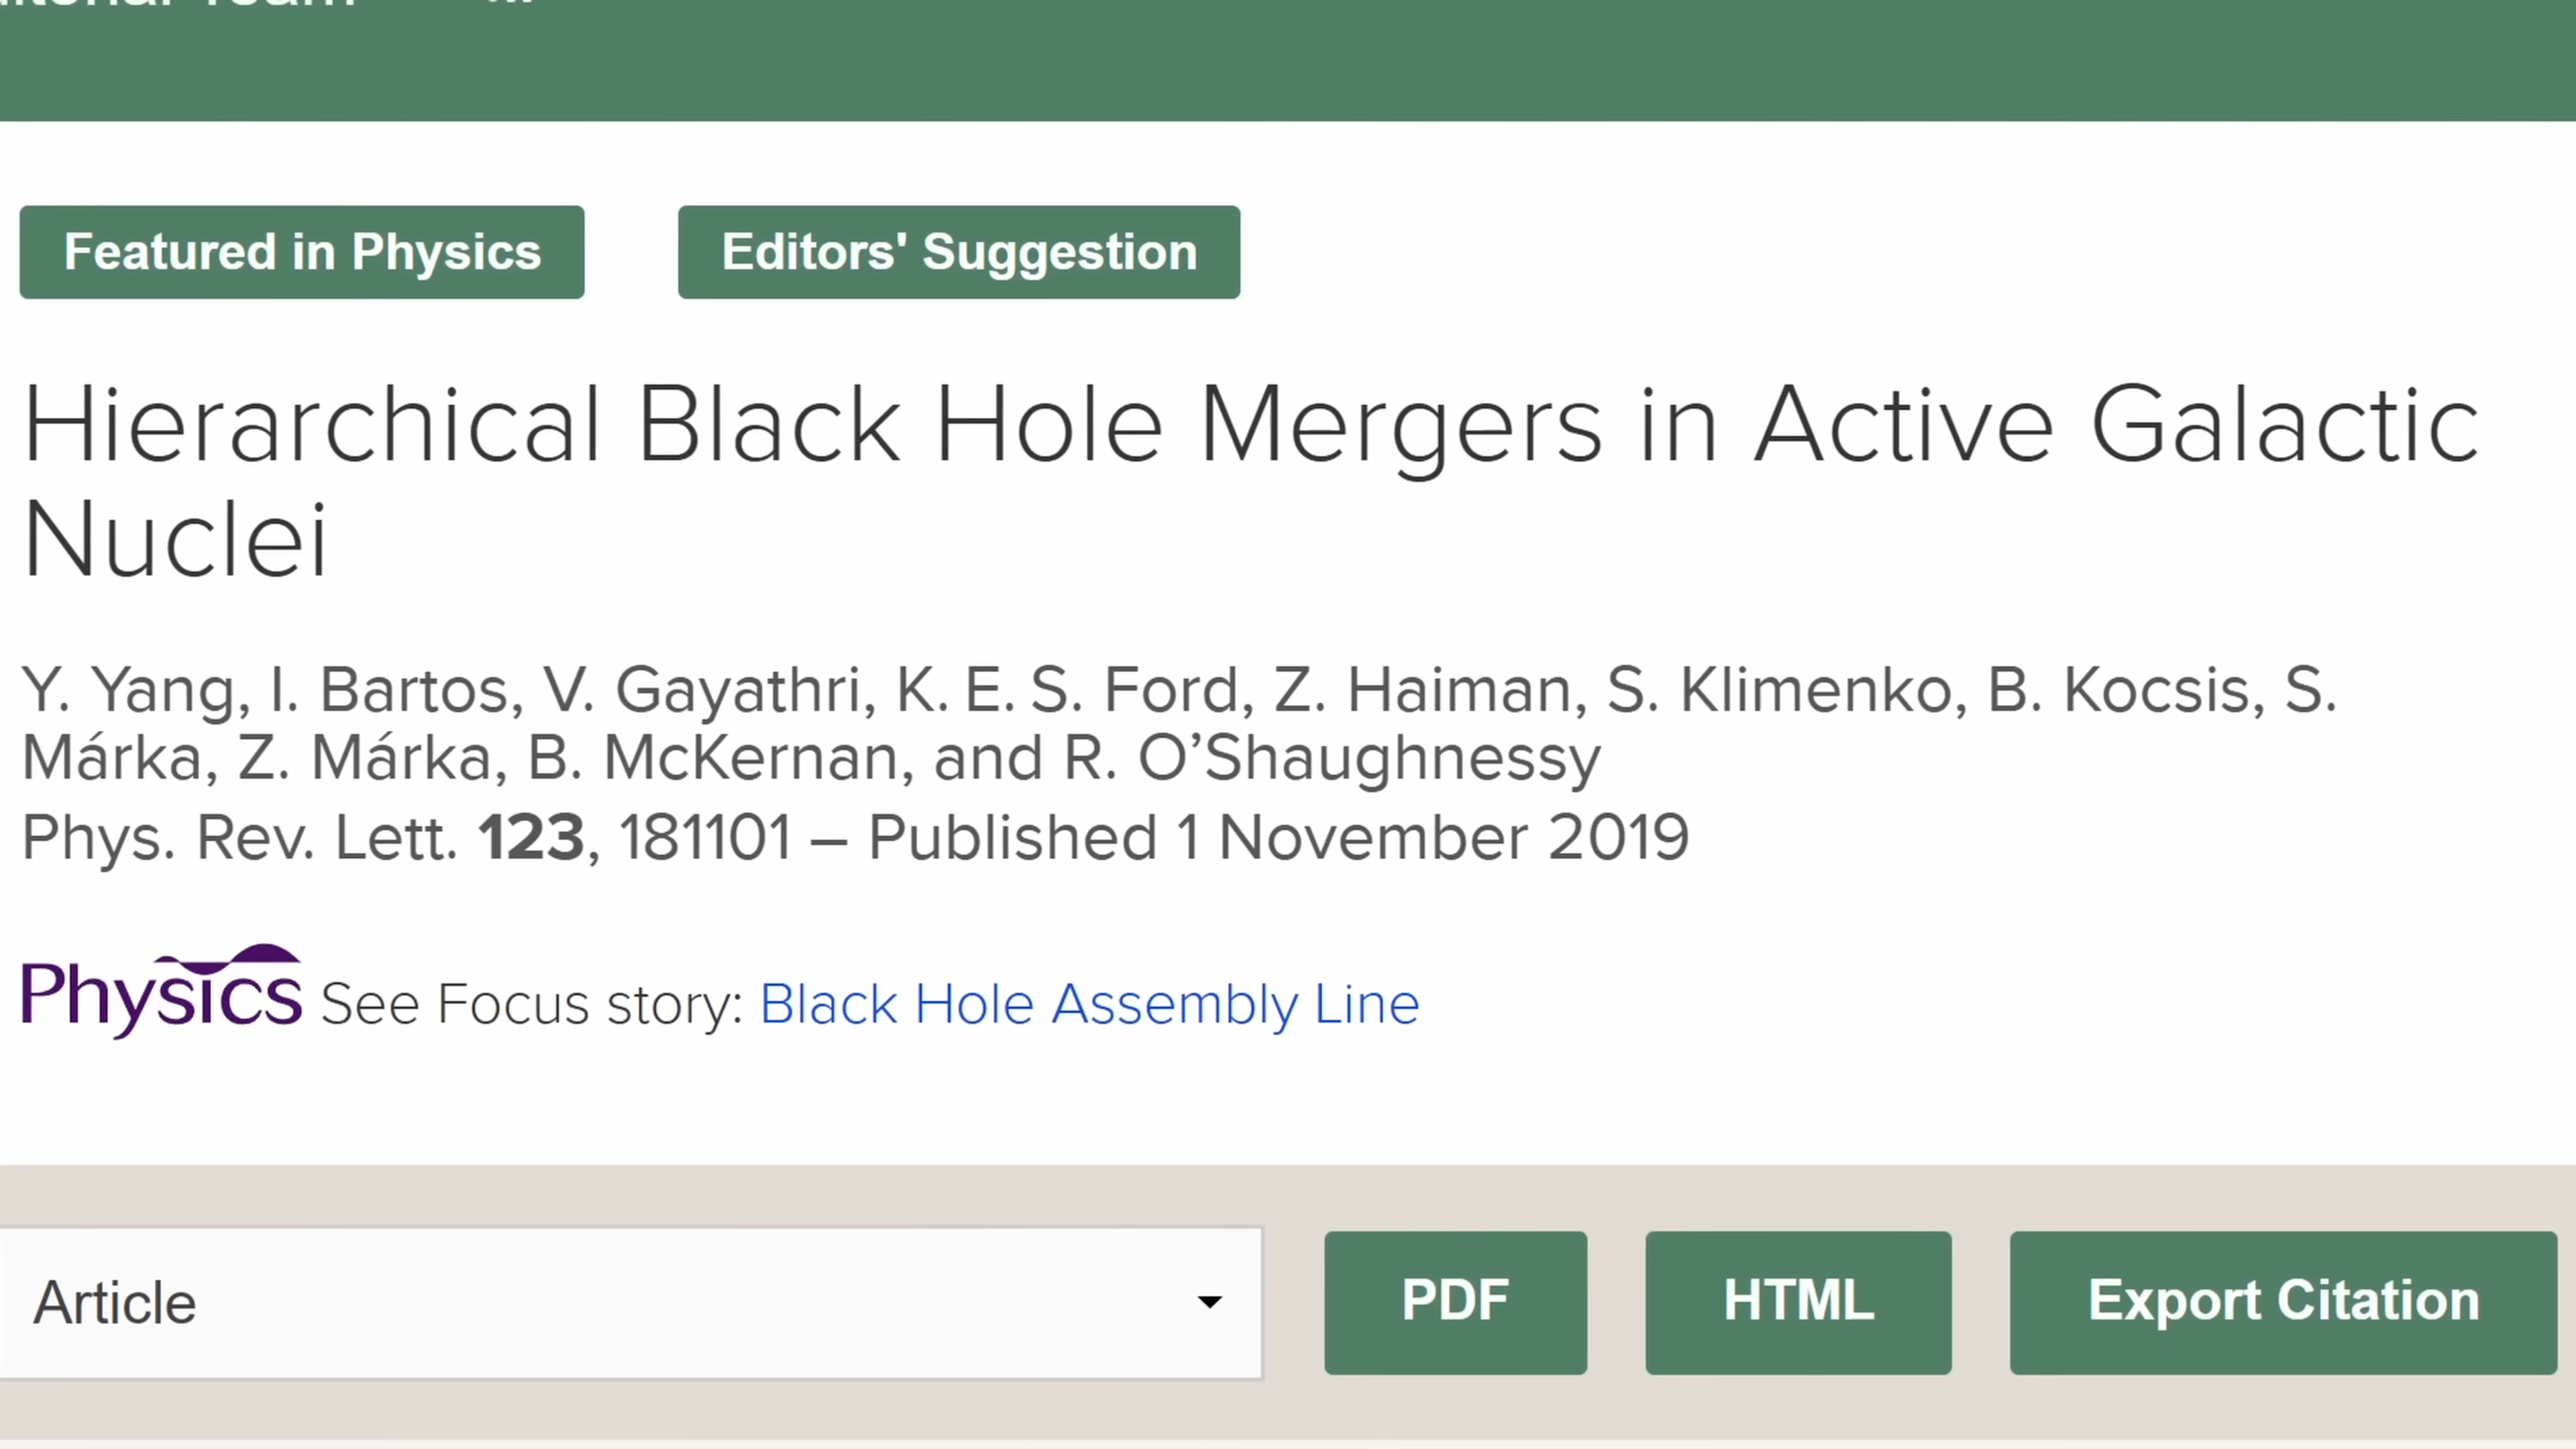 Featured in Physics
Editors' Suggestion
Hierarchical Black Hole Mergers in Active Galactic
Nuclei
Y. Yang, I. Bartos, V. Gayathri, K. E. S. Ford, Z. Haiman, S. Klimenko, B. Kocsis, S.
Márka, Z. Márka, B. McKernan, and R. O’Shaughnessy
Phys. Rev. Lett. 123, 181101 – Published 1 November 2019
Physics See Focus story: Black Hole Assembly Line
Article
PDF
HTML
Export Citation